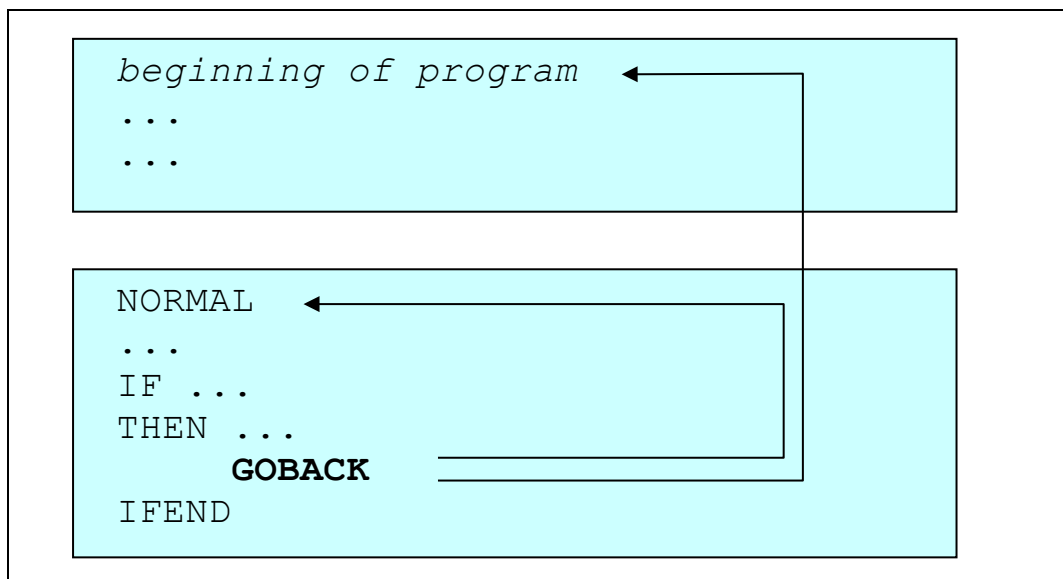 beginning of program
...
...
NORMAL
...
IF ...
THEN ...
GOBACK
IFEND